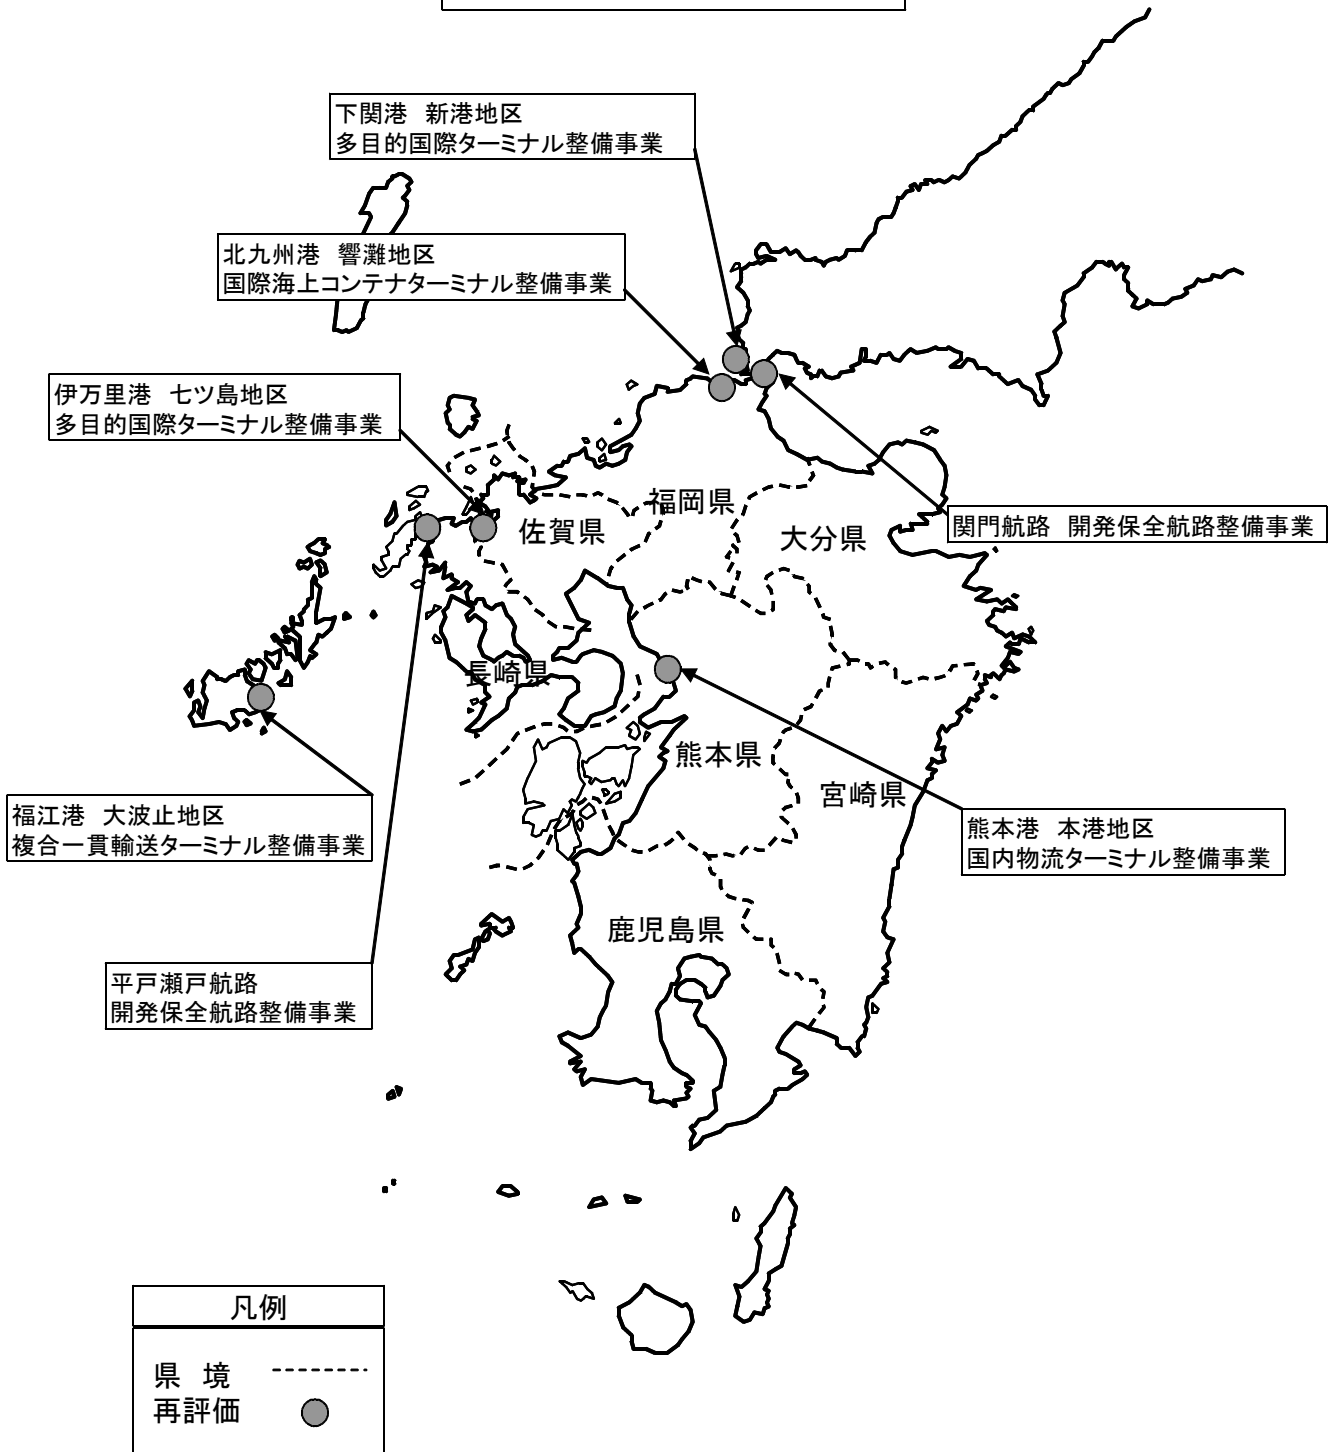 下関港　新港地区
多目的国際ターミナル整備事業
北九州港　響灘地区
国際海上コンテナターミナル整備事業
伊万里港　七ツ島地区
多目的国際ターミナル整備事業
福岡県
佐賀県
大分県
関門航路　開発保全航路整備事業
長崎県
熊本県
宮崎県
福江港　大波止地区
複合一貫輸送ターミナル整備事業
熊本港　本港地区
国内物流ターミナル整備事業
鹿児島県
平戸瀬戸航路
開発保全航路整備事業
凡例
県　境
再評価